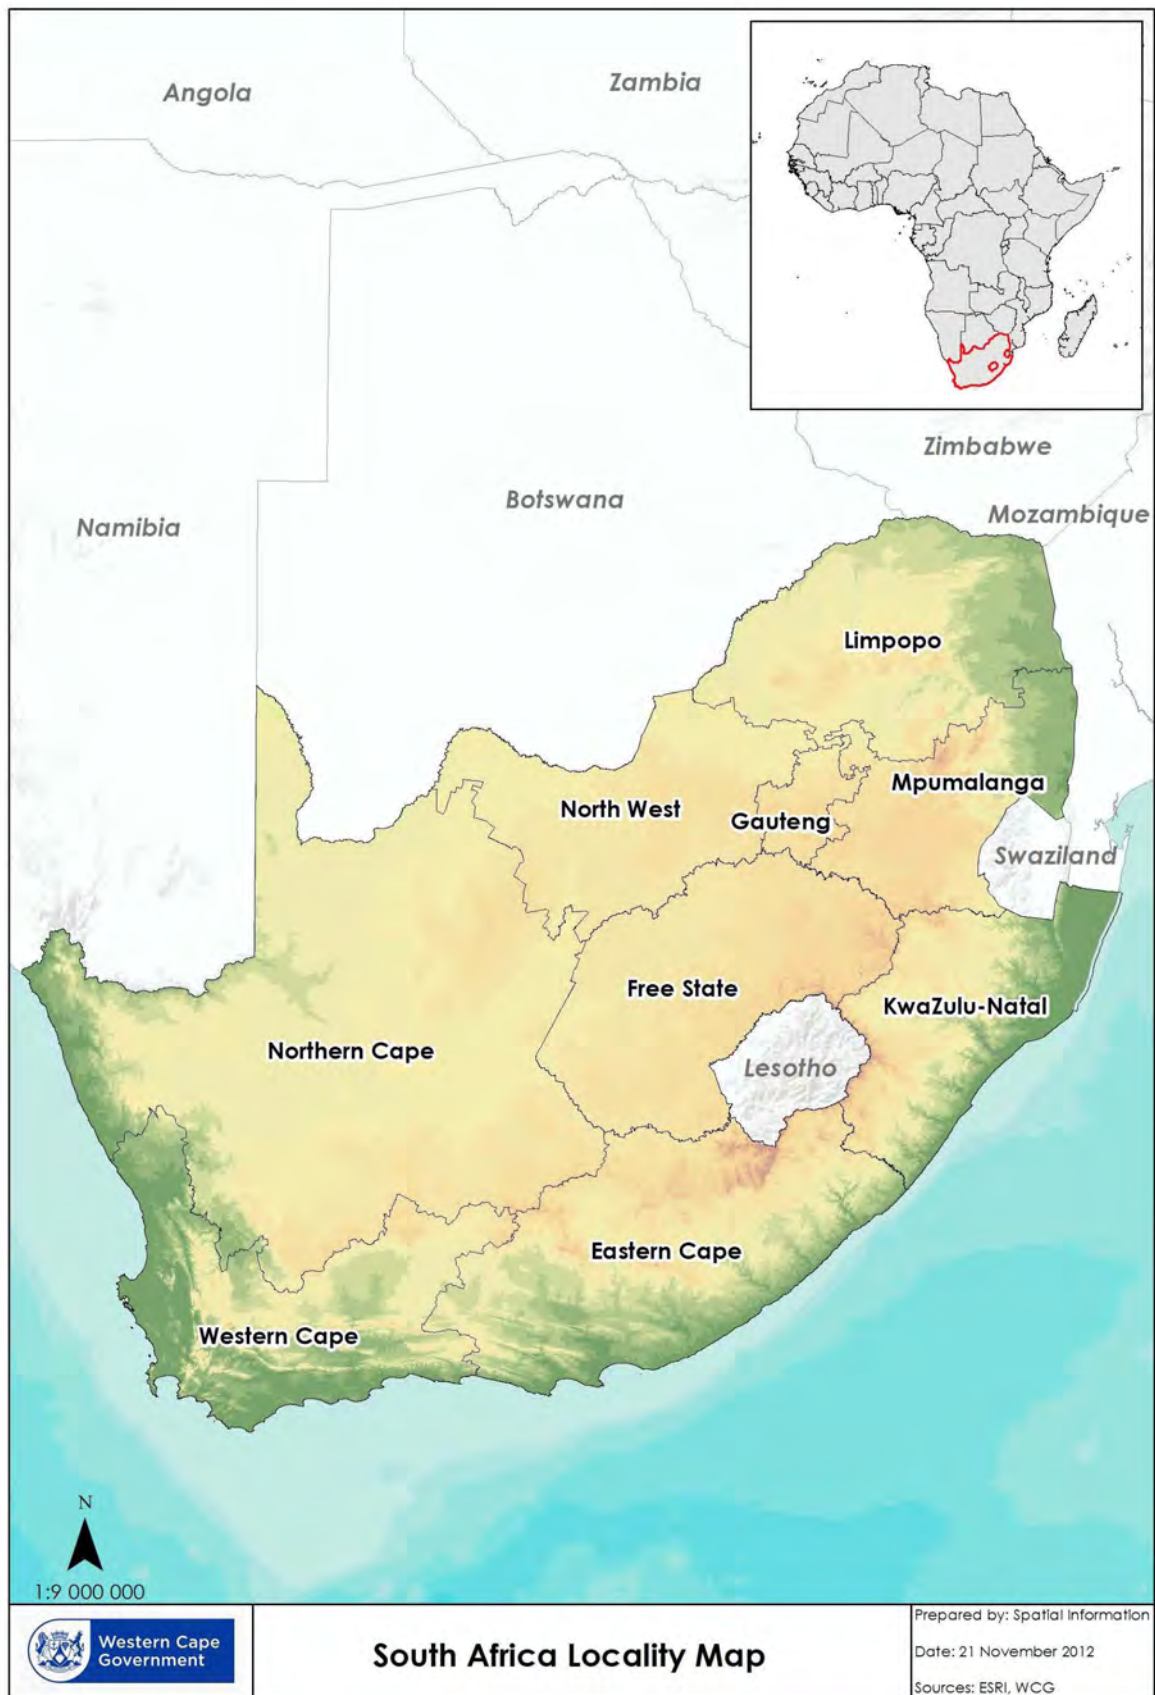 Angola
Zambia
Zimbabwe
Botswana
Mozambique
Namibia
Limpopo
Mpumalanga
North West
Gauteng
Swaziland
Free State
KwaZulu-Natal
Northern Cape
Lesotho
Eastern Cape
Western Cape
N
1:9 000 000
Western Cape
Government
South Africa Locality Map
Prepared by: Spatial Information
Date: 21 November 2012
Sources: ESRI, WCG